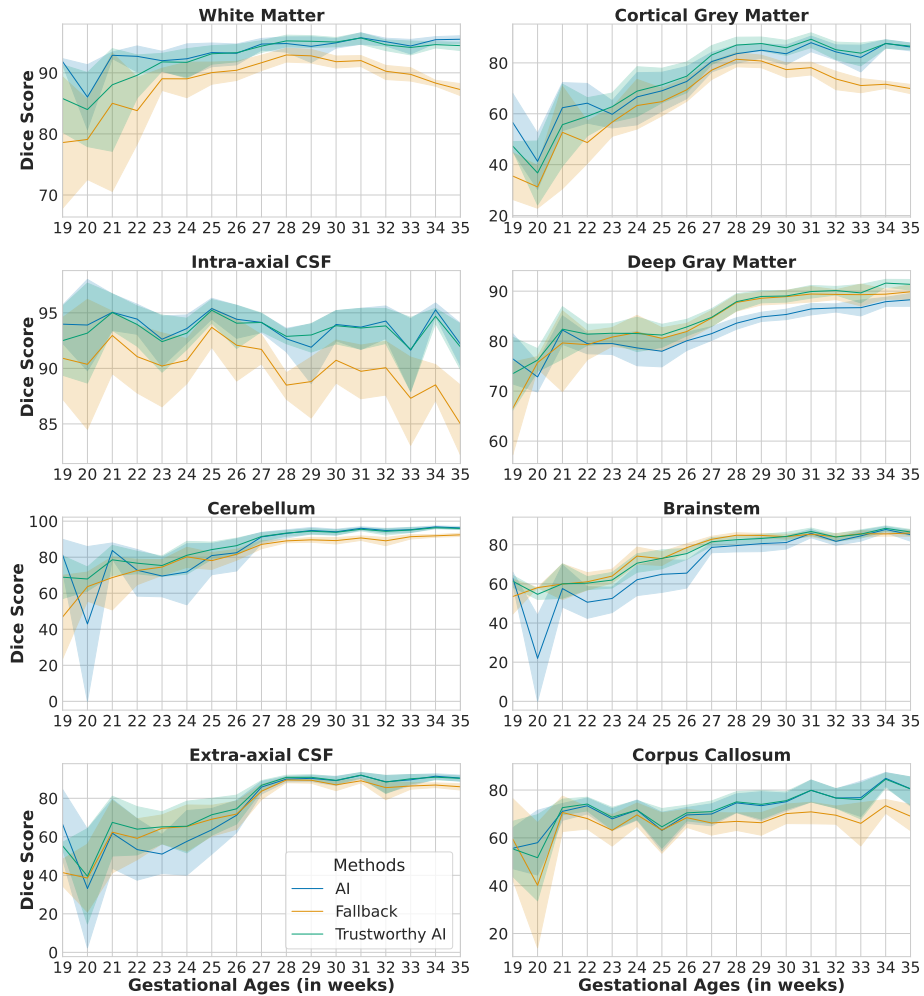 White Matter
Dice Score
90
80
70
19 20 21 22 23 24 25 26 27 28 29 30 31 32 33 34 35
Cortical Grey Matter
80
60
40
20
19 20 21 22 23 24 25 26 27 28 29 30 31 32 33 34 35
Intra-axial CSF
Dice Score
95
90
85
19 20 21 22 23 24 25 26 27 28 29 30 31 32 33 34 35
Deep Gray Matter
90
80
70
60
19 20 21 22 23 24 25 26 27 28 29 30 31 32 33 34 35
Cerebellum
Dice Score
100
80
60
40
20
0
19 20 21 22 23 24 25 26 27 28 29 30 31 32 33 34 35
Brainstem
80
60
40
20
0
19 20 21 22 23 24 25 26 27 28 29 30 31 32 33 34 35
Extra-axial CSF
Dice Score
80
60
40
20
0
Methods
AI
Fallback
Trustworthy AI
19 20 21 22 23 24 25 26 27 28 29 30 31 32 33 34 35
Gestational Ages (in weeks)
Corpus Callosum
80
60
40
20
19 20 21 22 23 24 25 26 27 28 29 30 31 32 33 34 35
Gestational Ages (in weeks)